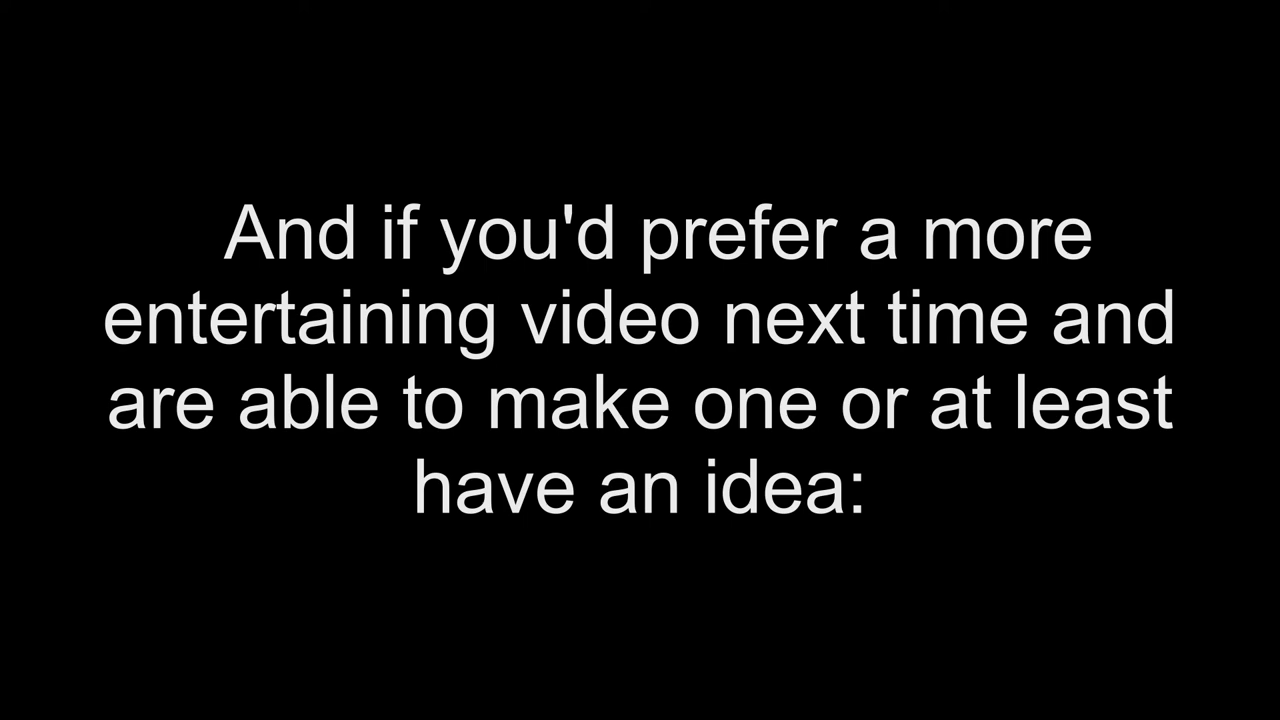 And if you'd prefer a more
entertaining video next time and
are able to make one or at least
have an idea: